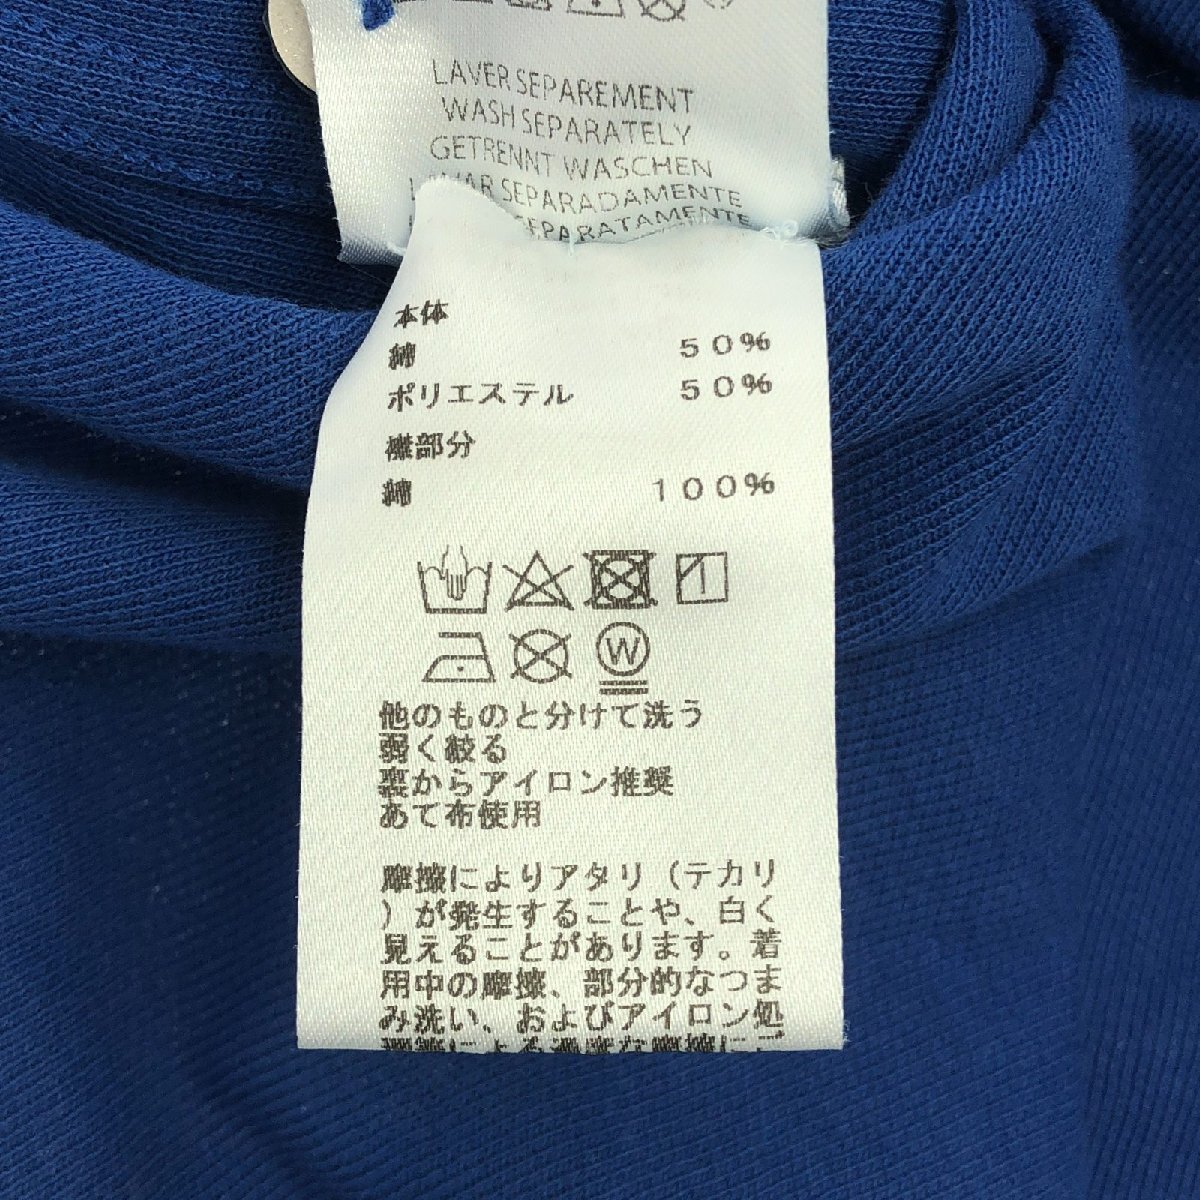 LAVER SEPAREMENT
WASH SEPARATELY
GETRENNT WASCHEN
SEPARADAMENTE
本体
綿 50%
ポリエステル 50%
襟部分
綿 100%
W
他のものと分けて洗う
弱く絞る
裏からアイロン推奨
あて布使用
摩擦によりアタリ（テカリ
）が発生することや、白く
見えることがあります。着
用中の摩擦、部分的なつま
み洗い、およびアイロン処